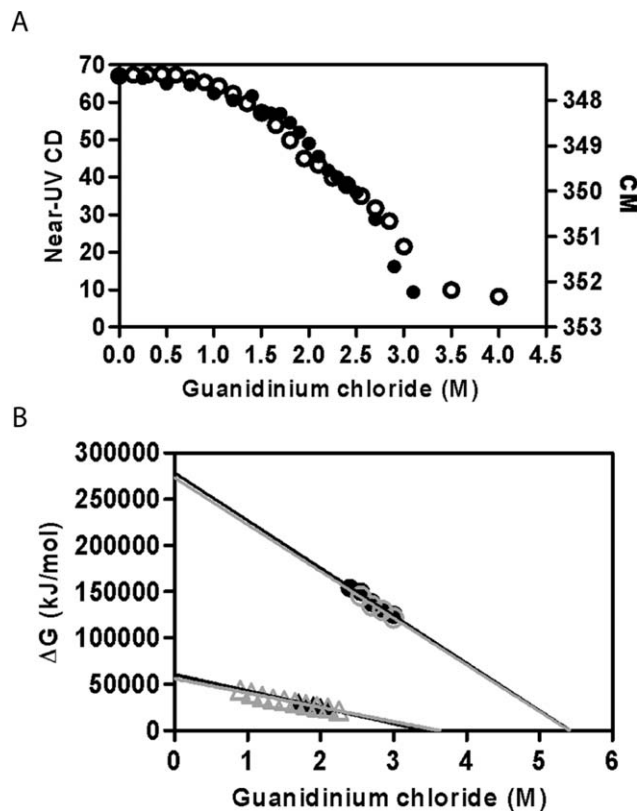 A
70
60
50
40
30
20
10
0
Near-UV CD
348
349
350
351
352
353
CM
0.0 0.5 1.0 1.5 2.0 2.5 3.0 3.5 4.0 4.5
Guanidinium chloride (M)
B
300000
250000
200000
150000
100000
50000
0
ΔG (kJ/mol)
0 1 2 3 4 5 6
Guanidinium chloride (M)